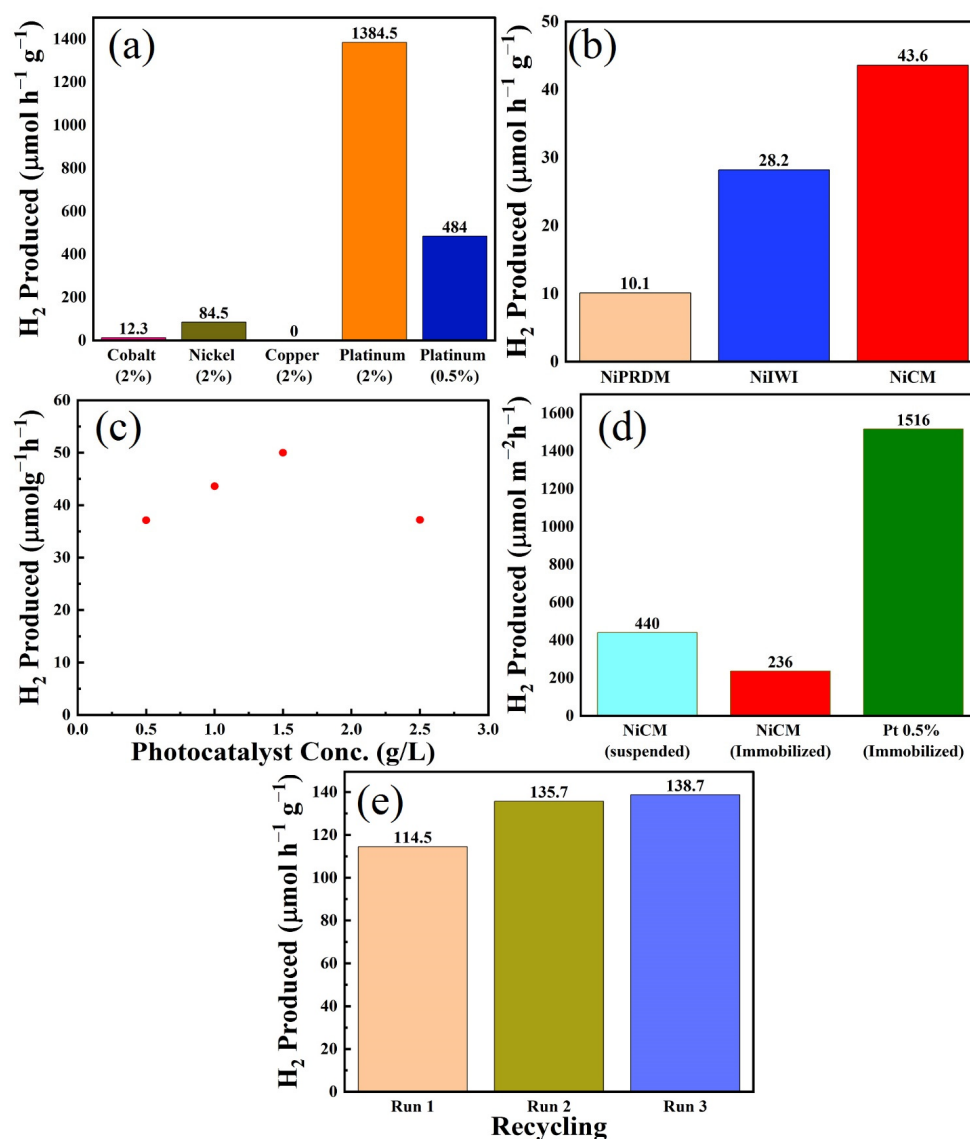 (a)
H₂ Produced (μmol h⁻¹ g⁻¹)
1400
1200
1000
800
600
400
200
0
12.3
84.5
0
1384.5
484
Cobalt Nickel Copper Platinum Platinum
(2%) (2%) (2%) (2%) (0.5%)
(b)
H₂ Produced (μmol h⁻¹ g⁻¹)
50
40
30
20
10
0
10.1
28.2
43.6
NiPRDM NiIWI NiCM
(c)
H₂ Produced (μmolg⁻¹h⁻¹)
60
50
40
30
20
10
0
0.0 0.5 1.0 1.5 2.0 2.5 3.0
Photocatalyst Conc. (g/L)
(d)
H₂ Produced (μmol m⁻²h⁻¹)
1600
1400
1200
1000
800
600
400
200
0
440
236
1516
NiCM NiCM Pt 0.5%
(suspended) (Immobilized) (Immobilized)
(e)
H₂ Produced (μmol h⁻¹ g⁻¹)
140
120
100
80
60
40
20
0
114.5
135.7
138.7
Run 1 Run 2 Run 3
Recycling